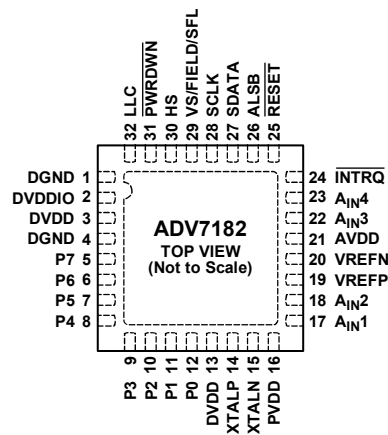 32 LLC
31 PWRDWN
30 HS
29 VS/FIELD/SFL
28 SCLK
27 SDATA
26 ALSB
25 RESET
DGND 1
DVDDIO 2
DVDD 3
DGND 4
P7 5
P6 6
P5 7
P4 8
ADV7182
TOP VIEW
(Not to Scale)
24 INTRQ
23 AIN4
22 AIN3
21 AVDD
20 VREFN
19 VREFP
18 AIN2
17 AIN1
P3 9
P2 10
P1 11
P0 12
DVDD 13
XTALP 14
XTALN 15
PVDD 16